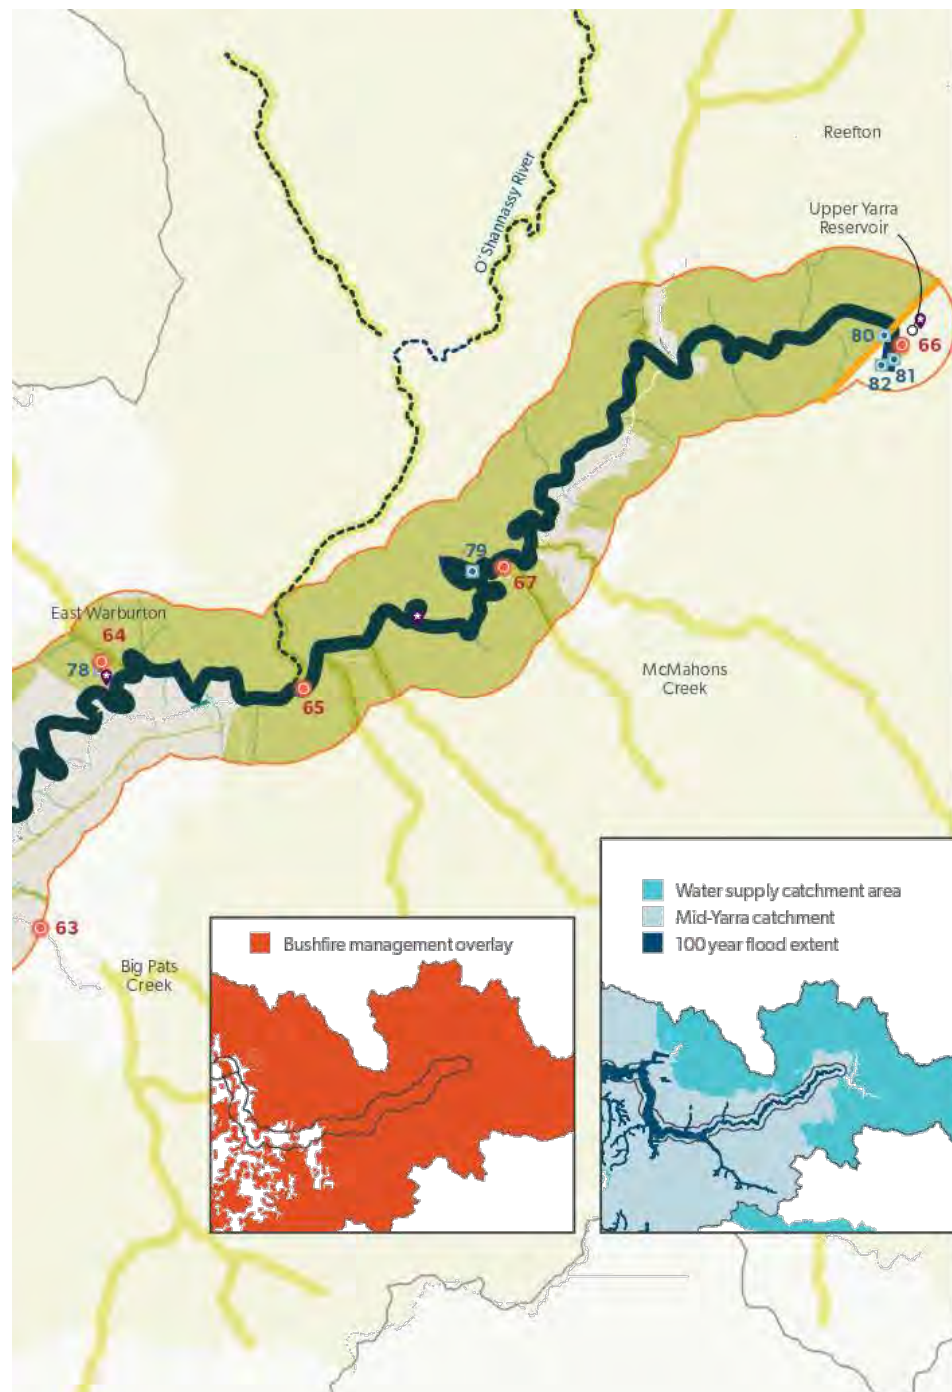 Reefton
Upper Yarra
Reservoir
O'Shannassy River
80
66
81
82
79
67
East Warburton
64
78
65
McMahons
Creek
63
Big Pats
Creek
Bushfire management overlay
Water supply catchment area
Mid-Yarra catchment
100 year flood extent